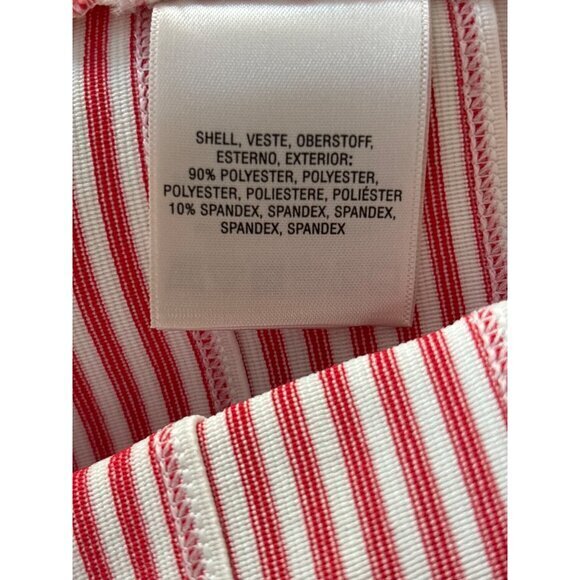 SHELL, VESTE, OBERSTOFF,
ESTERNO, EXTERIOR:
90% POLYESTER, POLYESTER,
POLYESTER, POLIESTERE, POLIÉSTER
10% SPANDEX, SPANDEX, SPANDEX,
SPANDEX, SPANDEX